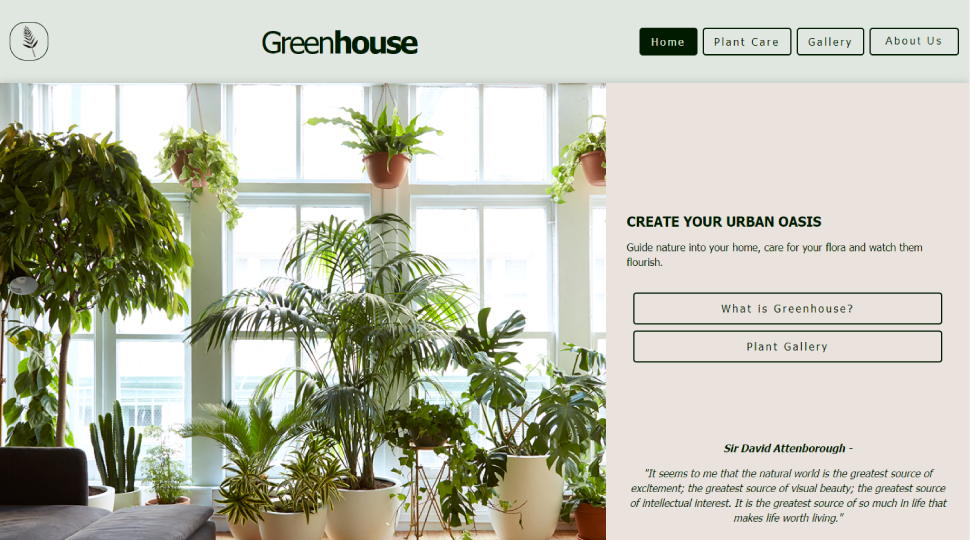 Greenhouse
Home
Plant Care
Gallery
About Us
CREATE YOUR URBAN OASIS
Guide nature into your home, care for your flora and watch them
flourish.
What is Greenhouse?
Plant Gallery
Sir David Attenborough -
"It seems to me that the natural world is the greatest source of
excitement; the greatest source of visual beauty; the greatest source
of intellectual interest. It is the greatest source of so much in life that
makes life worth living."